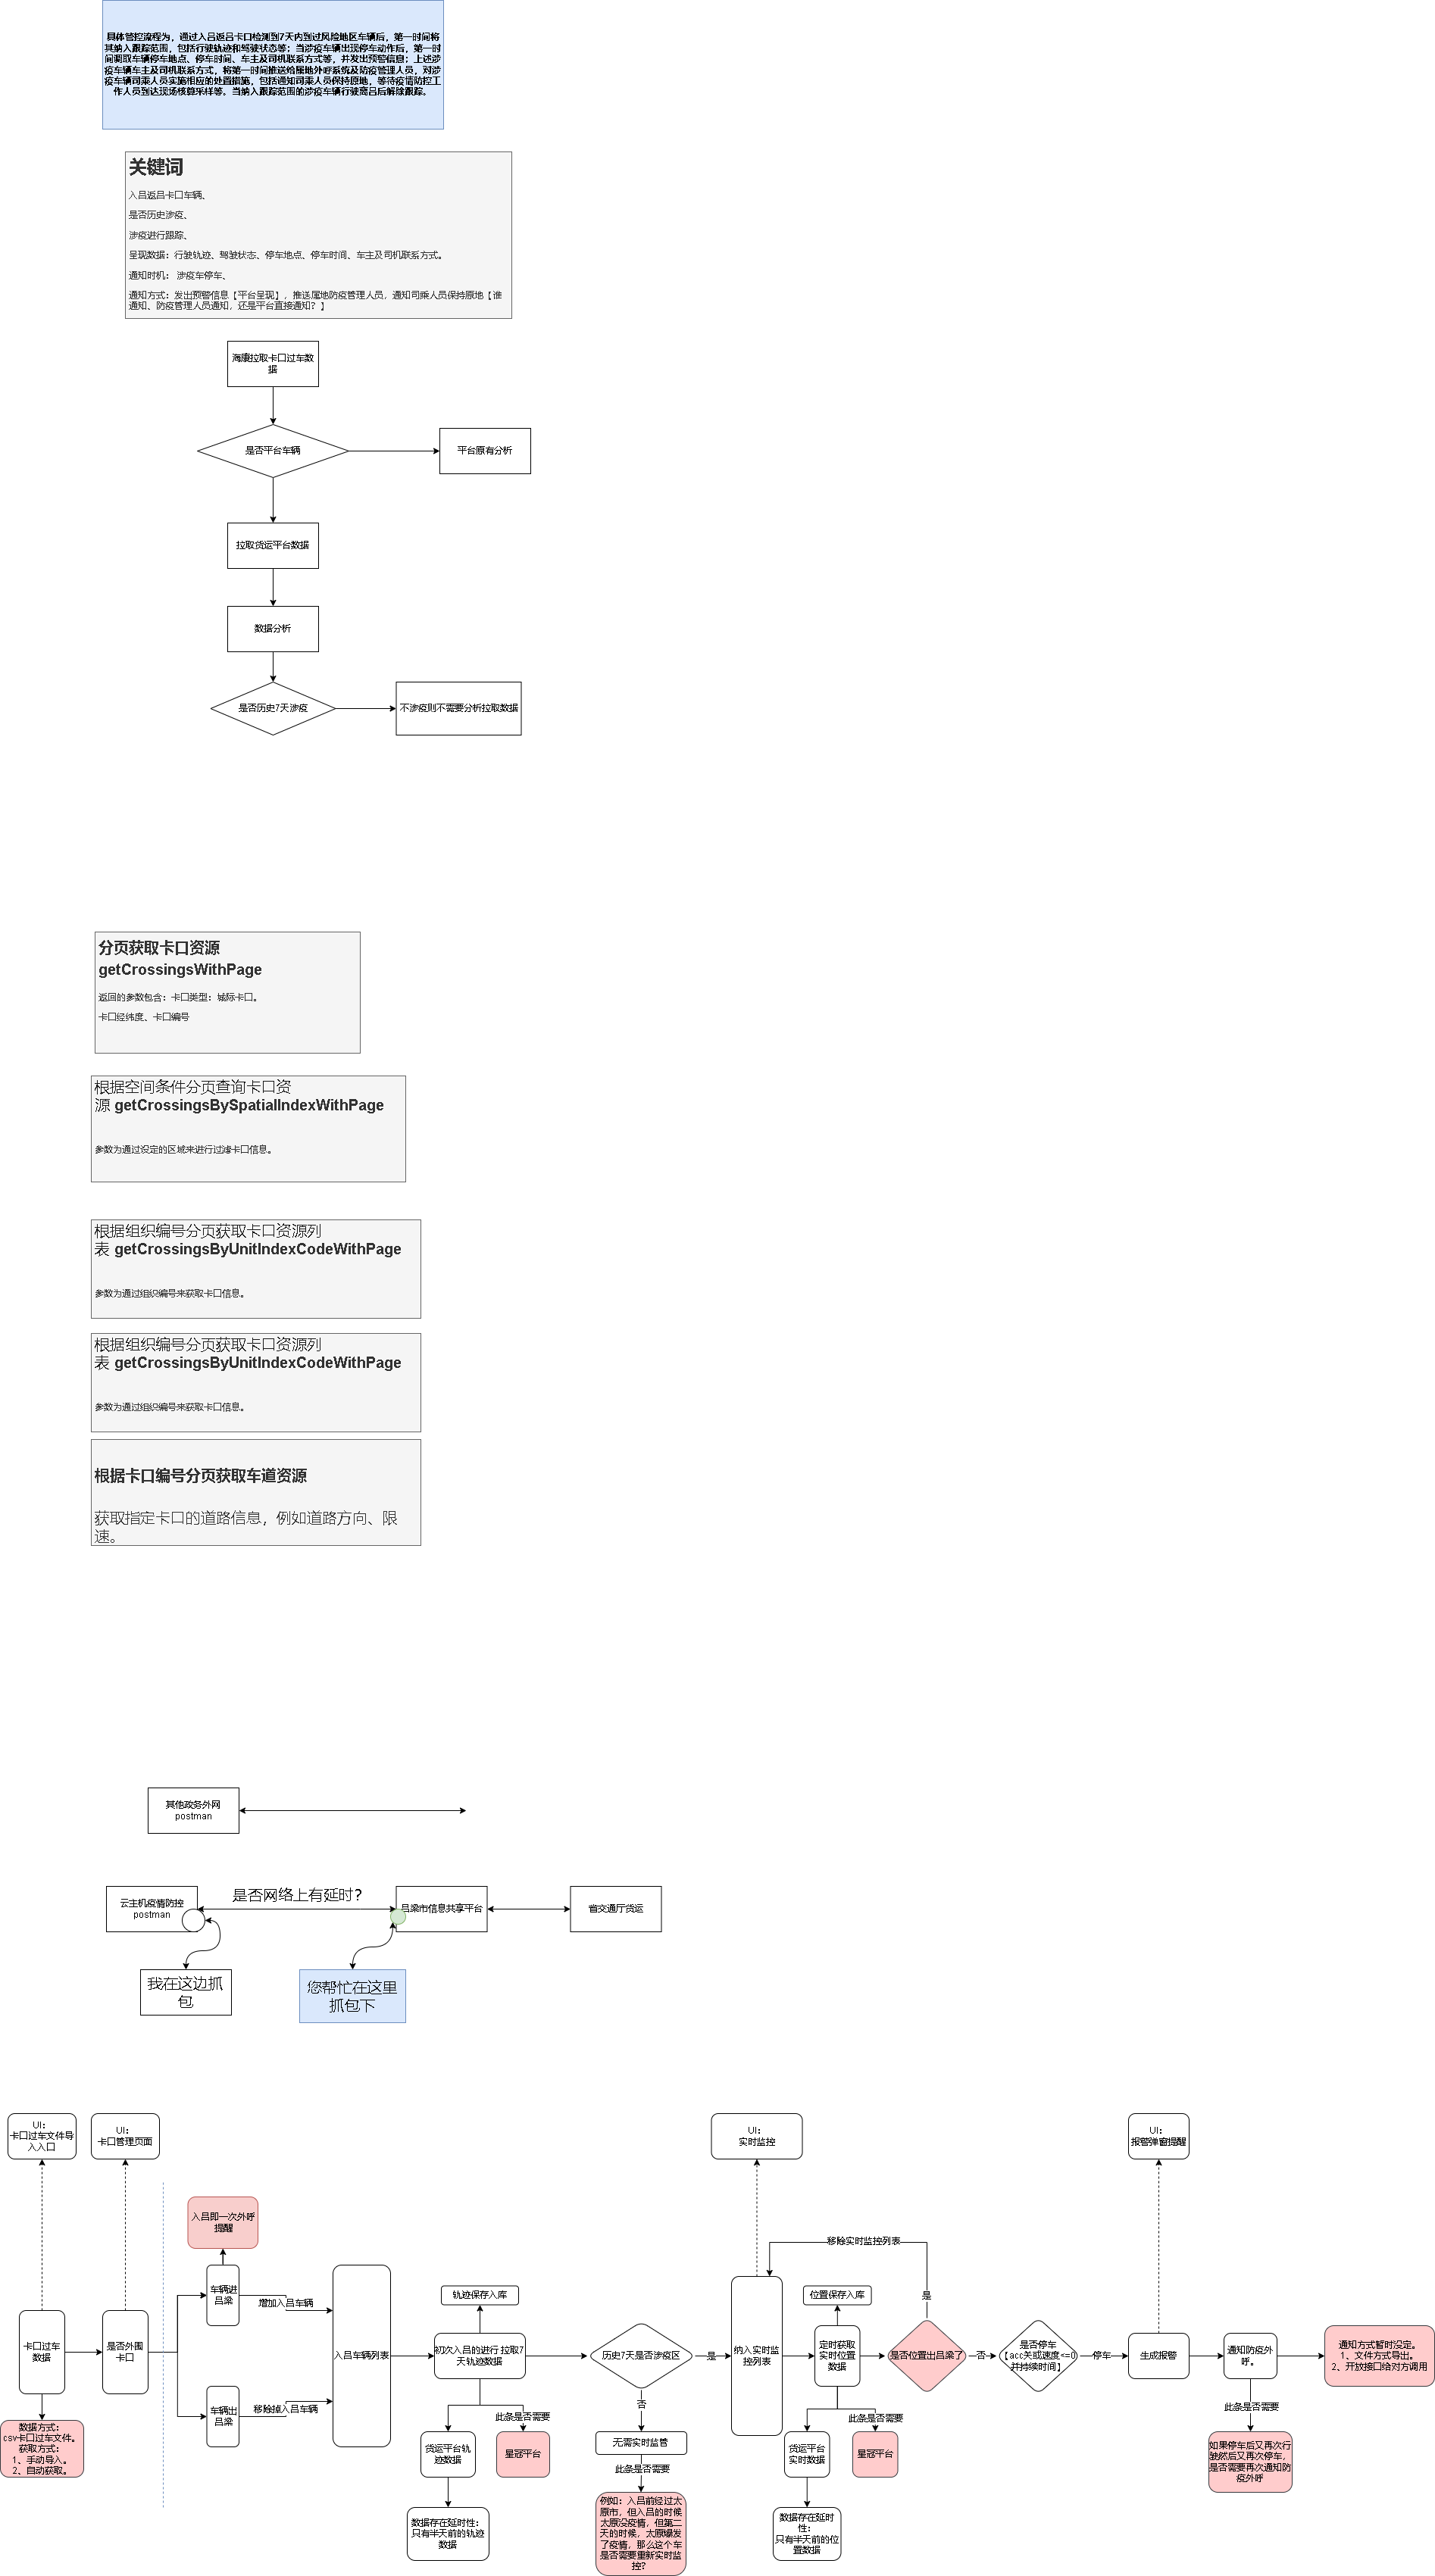 具体管控流程为，通过入吕返吕卡口检测到7天内到过风险地区车辆后，第一时间将
其纳入跟踪范围，包括行驶轨迹和驾驶状态等；当涉疫车辆出现停车动作后，第一时
间调取车辆停车地点、停车时间、车主及司机联系方式等，并发出预警信息；上述涉
疫车辆车主及司机联系方式，将第一时间推送给属地外呼系统及防疫管理人员，对涉
疫车辆司乘人员实施相应的处置措施，包括通知司乘人员保持原地，等待疫情防控工
作人员到达现场核算采样等。当纳入跟踪范围的涉疫车辆行驶离吕后解除跟踪。
关键词
入吕返吕卡口车辆、
是否历史涉疫、
涉疫进行跟踪、
呈现数据：行驶轨迹、驾驶状态、停车地点、停车时间、车主及司机联系方式。
通知时机： 涉疫车停车、
通知方式：发出预警信息【平台呈现】，推送属地防疫管理人员，通知司乘人员保持原地【谁
通知、防疫管理人员通知，还是平台直接通知？】
海康拉取卡口过车数
据
是否平台车辆
平台原有分析
拉取货运平台数据
数据分析
是否历史7天涉疫
不涉疫则不需要分析拉取数据
分页获取卡口资源
getCrossingsWithPage
返回的参数包含：卡口类型：城际卡口。
卡口经纬度、卡口编号
根据空间条件分页查询卡口资
源 getCrossingsBySpatialIndexWithPage
参数为通过设定的区域来进行过滤卡口信息。
根据组织编号分页获取卡口资源列
表 getCrossingsByUnitIndexCodeWithPage
参数为通过组织编号来获取卡口信息。
根据组织编号分页获取卡口资源列
表 getCrossingsByUnitIndexCodeWithPage
参数为通过组织编号来获取卡口信息。
根据卡口编号分页获取车道资源
获取指定卡口的道路信息，例如道路方向、限
速。
其他政务外网
postman
云主机疫情防控
postman
是否网络上有延时？
吕梁市信息共享平台
省交通厅货运
我在这边抓
包
您帮忙在这里
抓包下
UI：
卡口过车文件导
入入口
UI：
卡口管理页面
UI：
实时监控
UI：
报警弹窗提醒
入吕即一次外呼
提醒
移除实时监控列表
车辆进
吕梁
增加入吕车辆
轨迹保存入库
位置保存入库
是
卡口过车
数据
是否外围
卡口
入吕车辆列表
初次入吕的进行 拉取7
天轨迹数据
历史7天是否涉疫区
是
纳入实时监
控列表
定时获取
实时位置
数据
是否位置出吕梁了
否
是否停车
【acc关或速度<=0
并持续时间】
停车
生成报警
通知防疫外
呼。
通知方式暂时没定。
1、文件方式导出。
2、开放接口给对方调用
车辆出
吕梁
移除掉入吕车辆
否
此条是否需要
此条是否需要
此条是否需要
数据方式：
csv卡口过车文件。
获取方式：
1、手动导入。
2、自动获取。
货运平台轨
迹数据
星冠平台
无需实时监管
货运平台
实时数据
星冠平台
如果停车后又再次行
驶然后又再次停车，
是否需要再次通知防
疫外呼
此条是否需要
数据存在延时性：
只有半天前的轨迹
数据
例如：入吕前经过太
原市，但入吕的时候
太原没疫情，但第二
天的时候，太原曝发
了疫情，那么这个车
是否需要重新实时监
控？
数据存在延时
性：
只有半天前的位
置数据